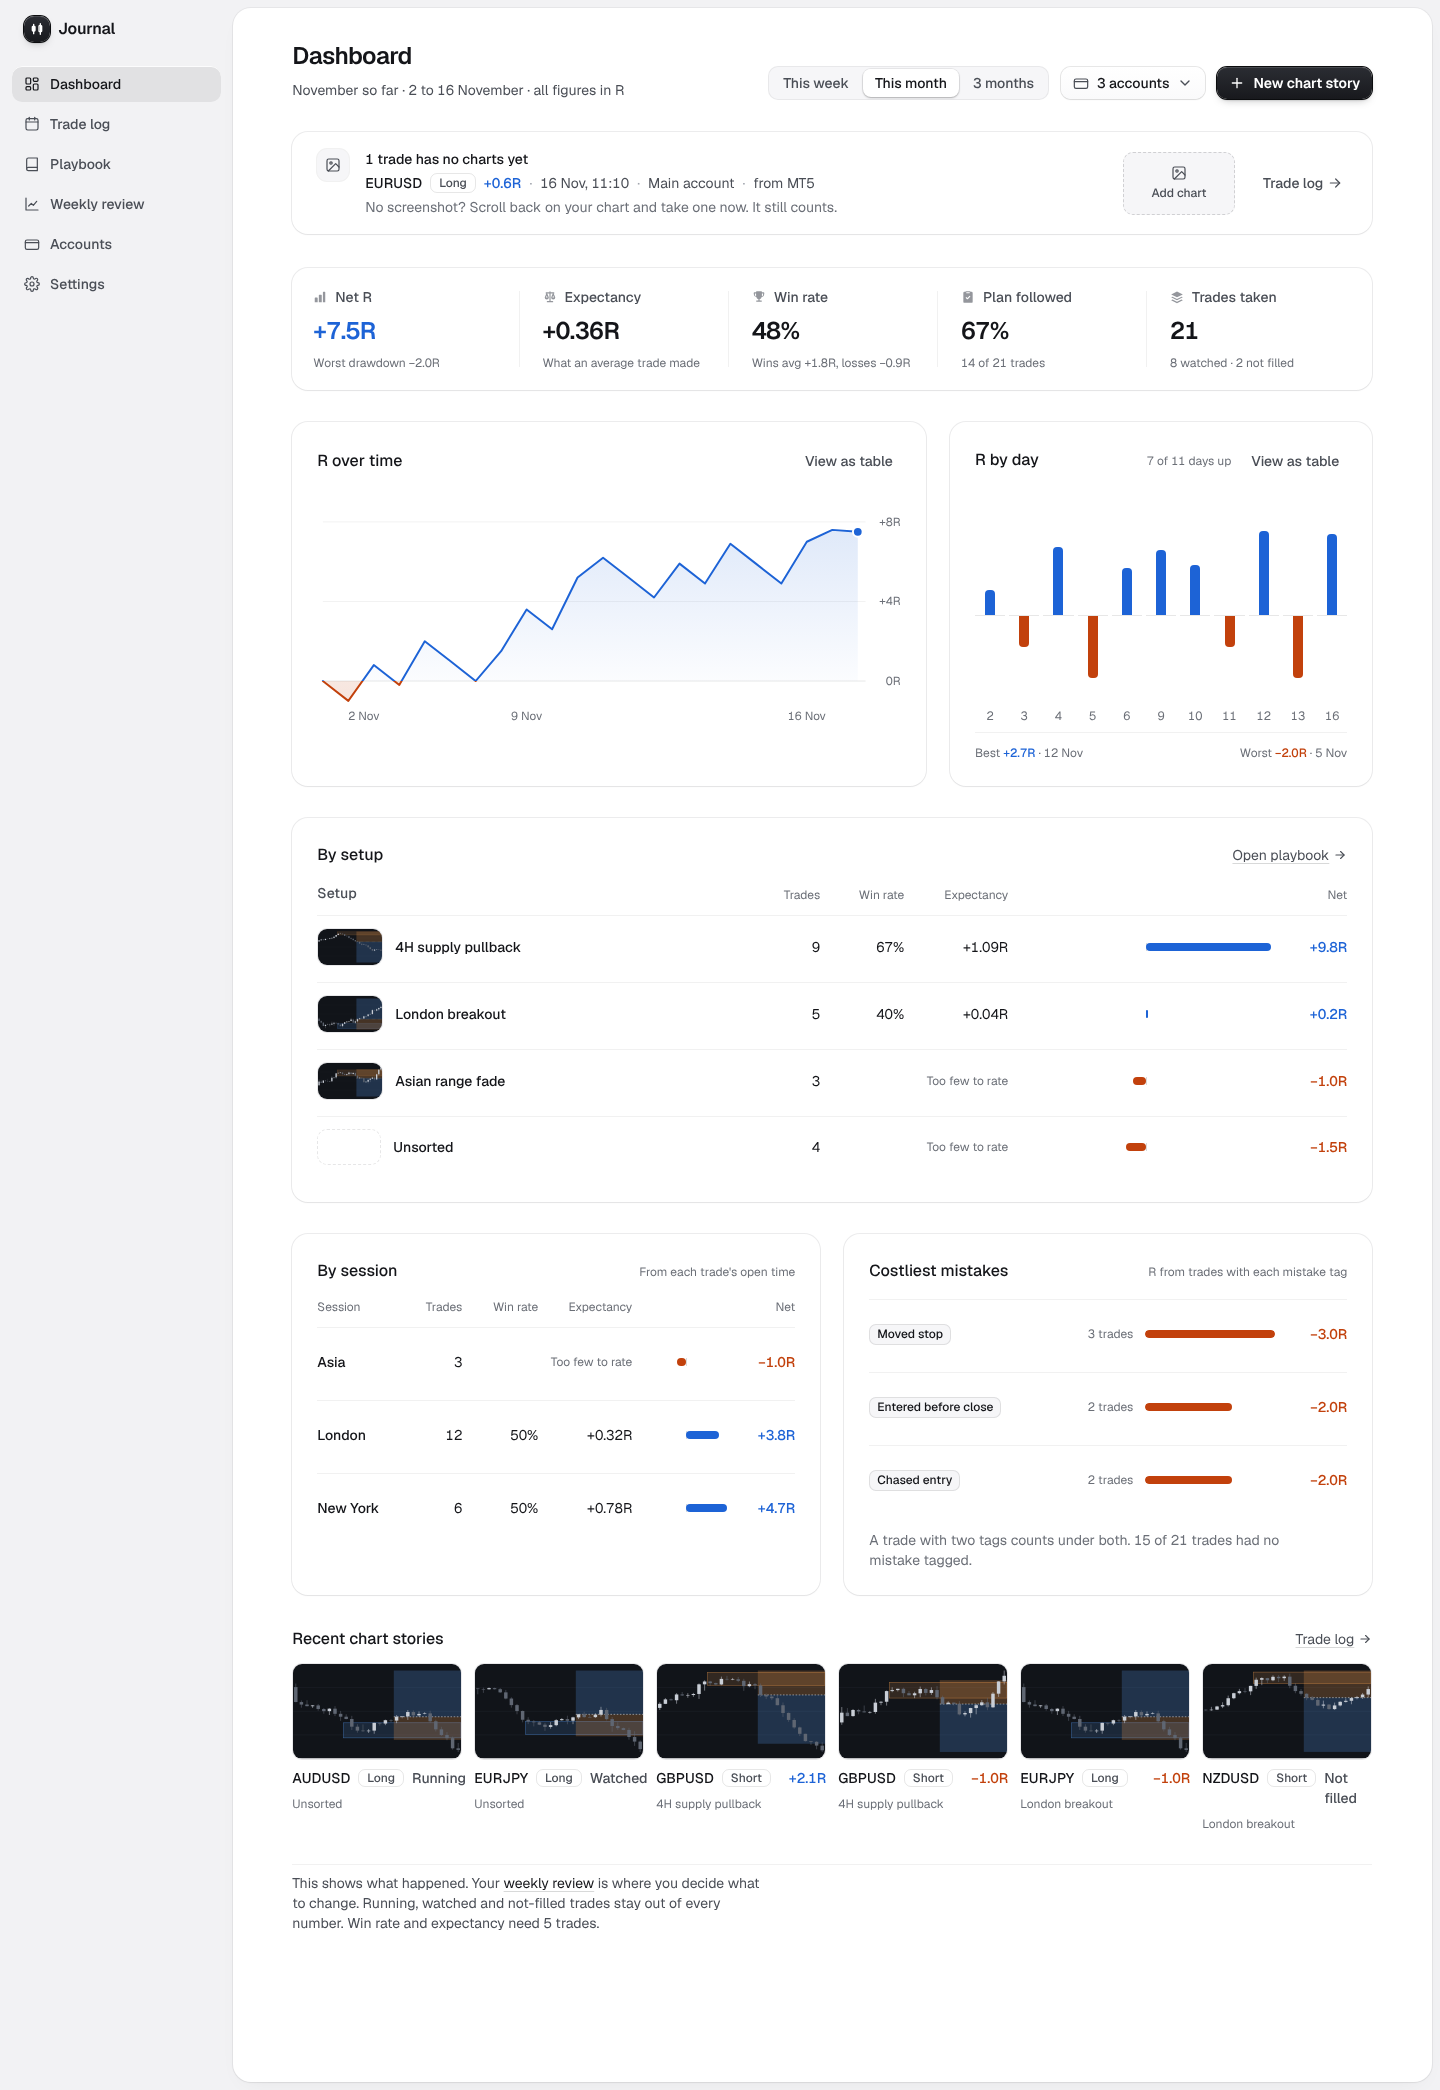 Journal
Dashboard
Trade log
Playbook
Weekly review
Accounts
Settings
Dashboard
November so far · 2 to 16 November · all figures in R
This week
This month
3 months
3 accounts
New chart story
1 trade has no charts yet
EURUSD Long +0.6R · 16 Nov, 11:10 · Main account · from MT5
No screenshot? Scroll back on your chart and take one now. It still counts.
Add chart
Trade log →
Net R
+7.5R
Worst drawdown −2.0R
Expectancy
+0.36R
What an average trade made
Win rate
48%
Wins avg +1.8R, losses −0.9R
Plan followed
67%
14 of 21 trades
Trades taken
21
8 watched · 2 not filled
R over time
View as table
+8R
+4R
0R
2 Nov 9 Nov 16 Nov
R by day
7 of 11 days up
View as table
2 3 4 5 6 9 10 11 12 13 16
Best +2.7R · 12 Nov
Worst −2.0R · 5 Nov
By setup
Open playbook →
Setup Trades Win rate Expectancy Net
4H supply pullback 9 67% +1.09R +9.8R
London breakout 5 40% +0.04R +0.2R
Asian range fade 3 Too few to rate −1.0R
Unsorted 4 Too few to rate −1.5R
By session
From each trade's open time
Session Trades Win rate Expectancy Net
Asia 3 Too few to rate −1.0R
London 12 50% +0.32R +3.8R
New York 6 50% +0.78R +4.7R
Costliest mistakes
R from trades with each mistake tag
Moved stop 3 trades −3.0R
Entered before close 2 trades −2.0R
Chased entry 2 trades −2.0R
A trade with two tags counts under both. 15 of 21 trades had no
mistake tagged.
Recent chart stories
Trade log →
AUDUSD Long Running
Unsorted
EURJPY Long Watched
Unsorted
GBPUSD Short +2.1R
4H supply pullback
GBPUSD Short −1.0R
4H supply pullback
EURJPY Long −1.0R
London breakout
NZDUSD Short Not
filled
London breakout
This shows what happened. Your weekly review is where you decide what
to change. Running, watched and not-filled trades stay out of every
number. Win rate and expectancy need 5 trades.